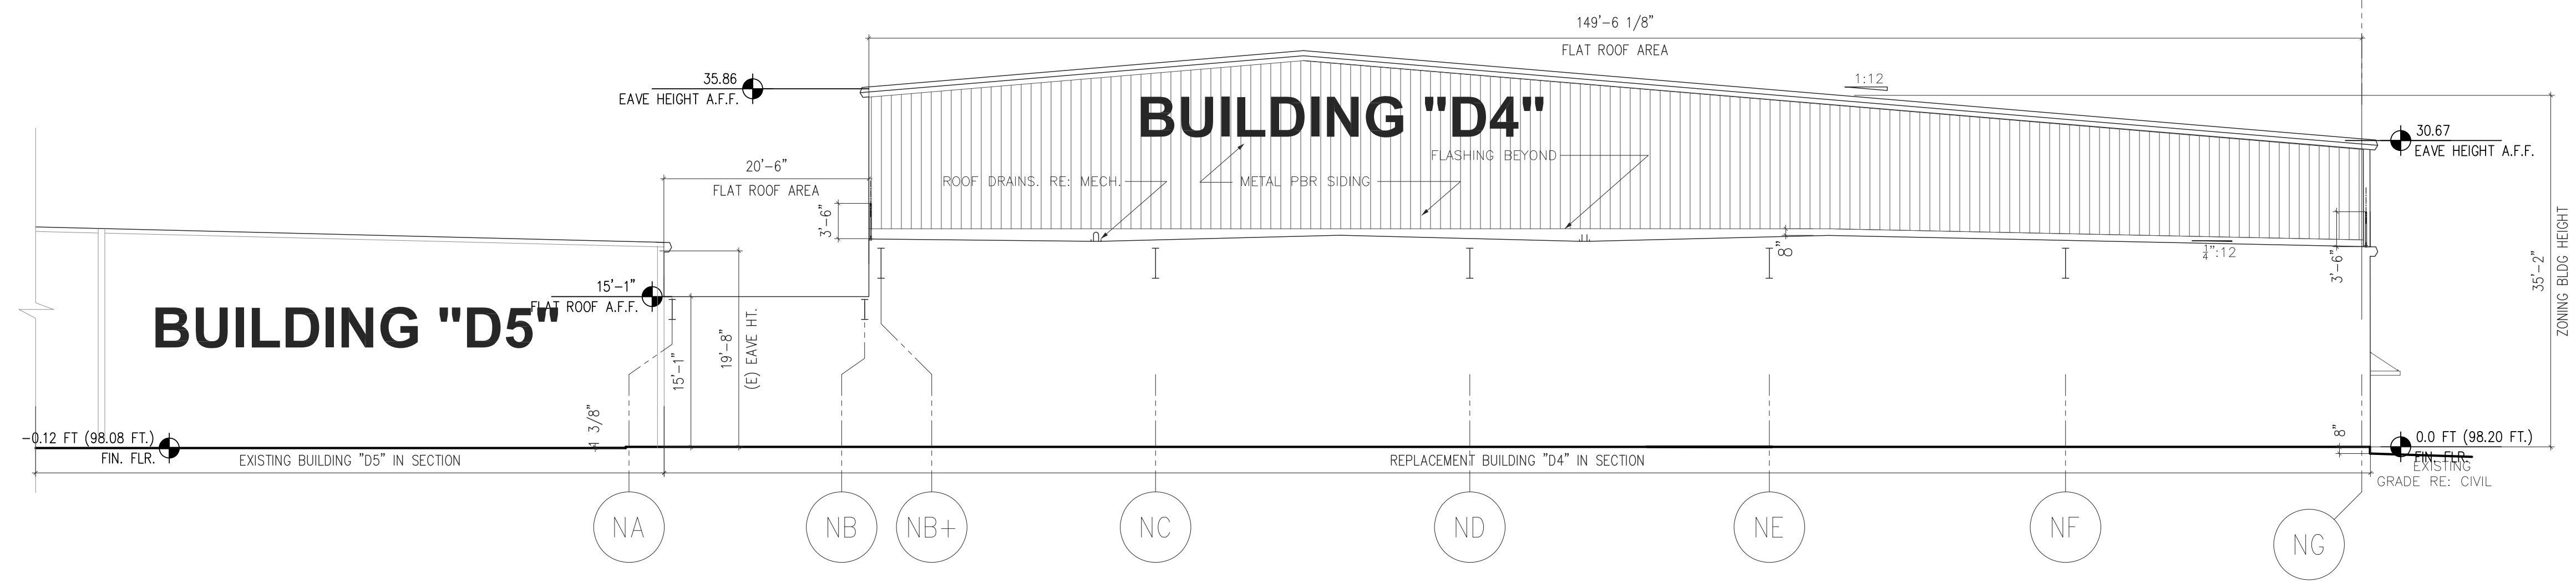 149'-6 1/8"
FLAT ROOF AREA
35.86
EAVE HEIGHT A.F.F.
1:12
BUILDING "D4"
30.67
EAVE HEIGHT A.F.F.
20'-6"
FLAT ROOF AREA
FLASHING BEYOND
ROOF DRAINS. RE: MECH.
METAL PBR SIDING
3'-6"
8"
1/4":12
3'-6"
35'-2"
ZONING BLDG HEIGHT
15'-1"
FLAT ROOF A.F.F.
BUILDING "D5"
15'-1"
19'-8"
(E) EAVE HT.
3/8"
8"
-0.12 FT (98.08 FT.)
FIN. FLR.
0.0 FT (98.20 FT.)
FIN. FLR.
EXISTING BUILDING "D5" IN SECTION
REPLACEMENT BUILDING "D4" IN SECTION
EXISTING
GRADE RE: CIVIL
NA
NB
NB+
NC
ND
NE
NF
NG